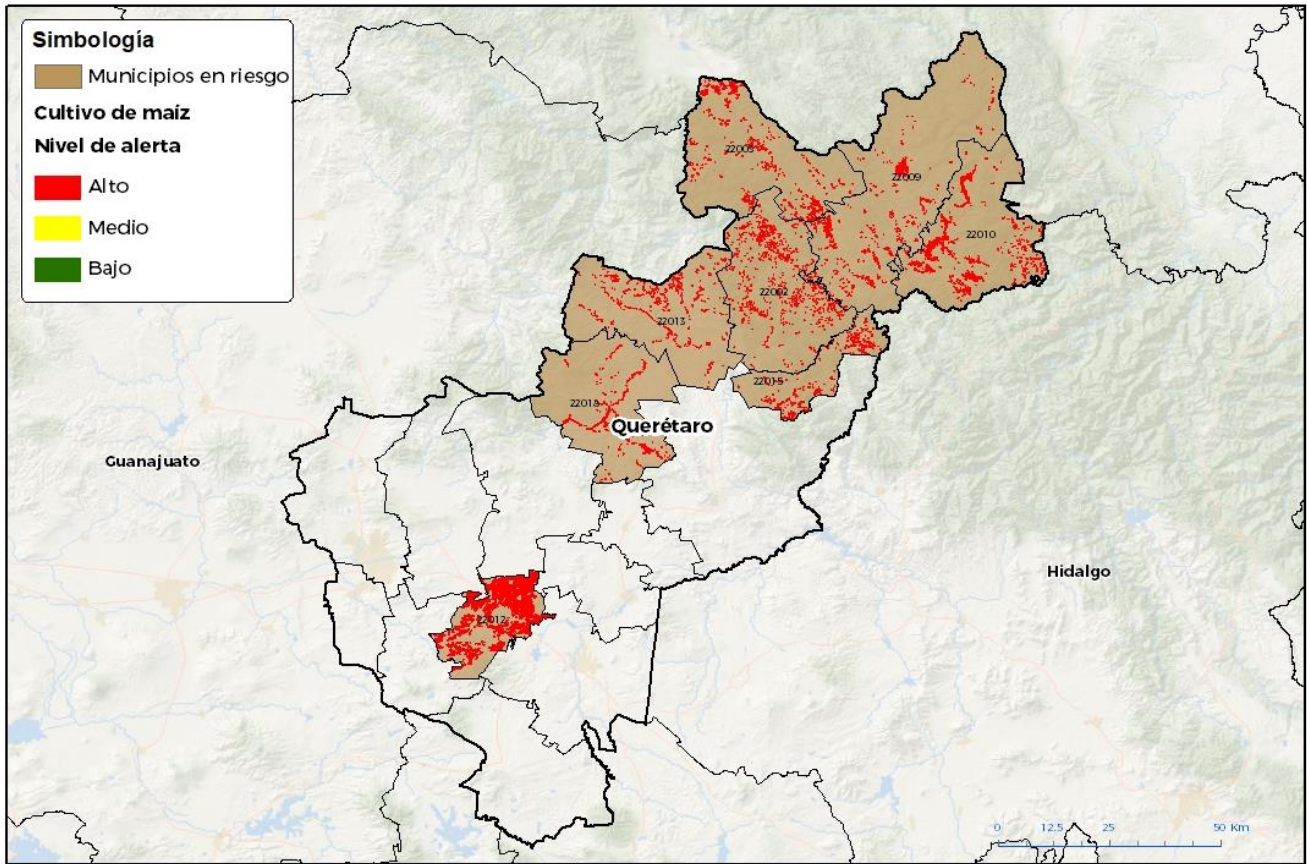 Simbología
Municipios en riesgo
Cultivo de maíz
Nivel de alerta
Alto
Medio
Bajo
22009
22010
22002
22013
22015
Querétaro
Guanajuato
Hidalgo
22012
0 12.5 25 50 Km